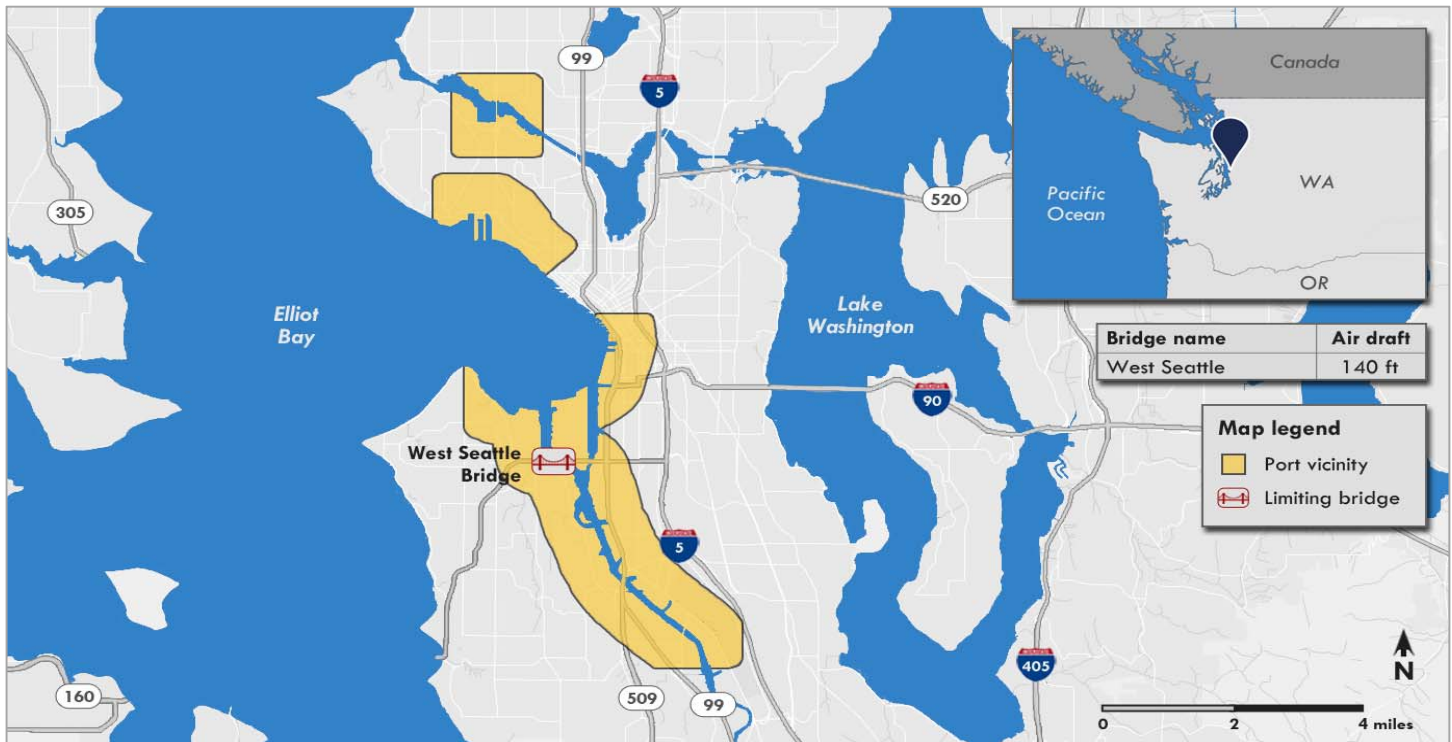 99
5
305
520
Elliot
Bay
Lake
Washington
90
West Seattle
Bridge
5
405
160
509
99
Canada
Pacific
Ocean
WA
OR
Bridge name Air draft
West Seattle 140 ft
Map legend
Port vicinity
Limiting bridge
N
0 2 4 miles